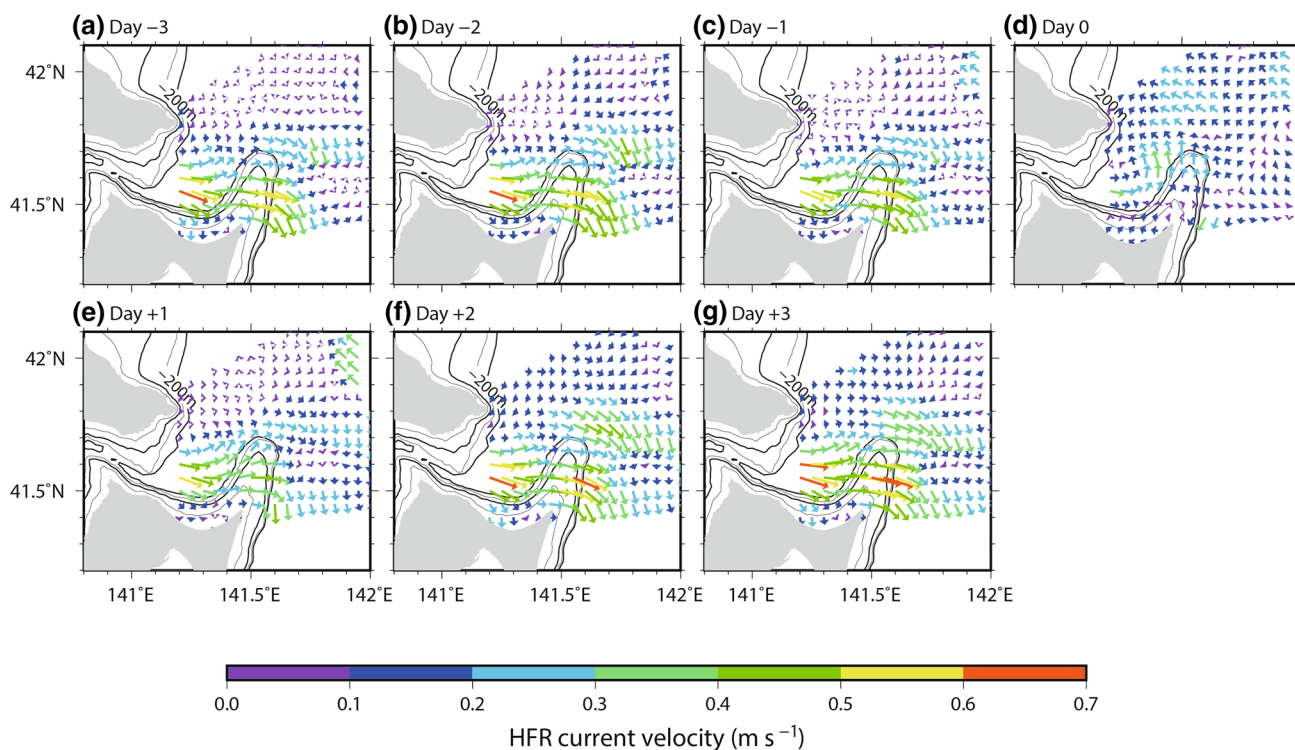 (a) Day −3
(b) Day −2
(c) Day −1
(d) Day 0
42˚N
41.5˚N
−200m
−200m
−200m
−200m
(e) Day +1
(f) Day +2
(g) Day +3
42˚N
41.5˚N
−200m
−200m
−200m
141˚E 141.5˚E 142˚E
141˚E 141.5˚E 142˚E
141˚E 141.5˚E 142˚E
0.0 0.1 0.2 0.3 0.4 0.5 0.6 0.7
HFR current velocity (m s⁻¹)